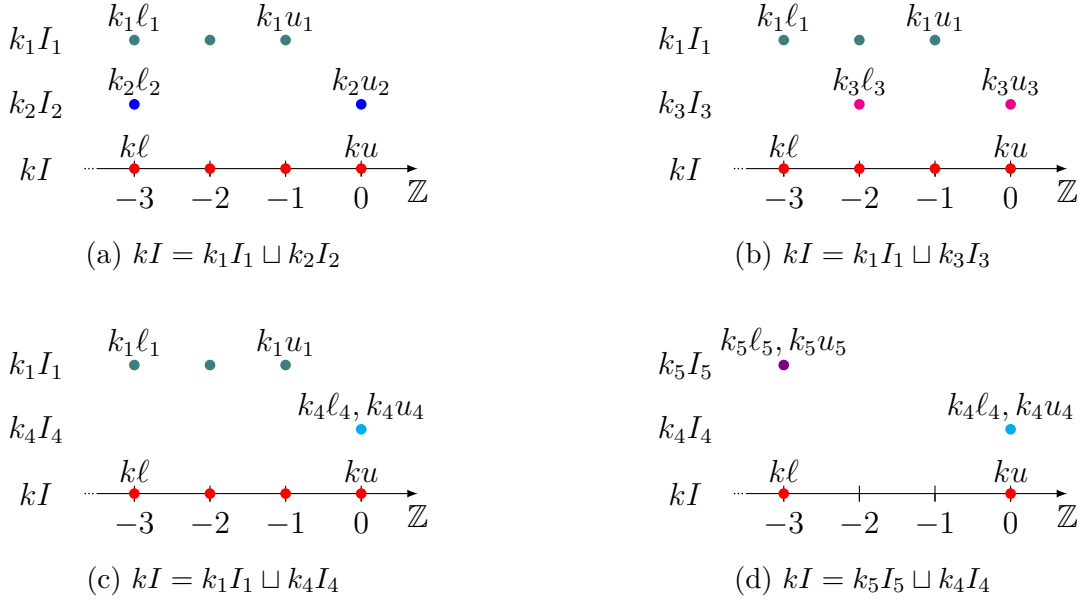 k₁ℓ₁ k₁u₁
k₁I₁
k₂ℓ₂ k₂u₂
k₂I₂
kℓ ku
kI
−3 −2 −1 0 ℤ
(a) kI = k₁I₁ ⊔ k₂I₂
k₁ℓ₁ k₁u₁
k₁I₁
k₃ℓ₃ k₃u₃
k₃I₃
kℓ ku
kI
−3 −2 −1 0 ℤ
(b) kI = k₁I₁ ⊔ k₃I₃
k₁ℓ₁ k₁u₁
k₁I₁
k₄ℓ₄, k₄u₄
k₄I₄
kℓ ku
kI
−3 −2 −1 0 ℤ
(c) kI = k₁I₁ ⊔ k₄I₄
k₅ℓ₅, k₅u₅
k₅I₅
k₄ℓ₄, k₄u₄
k₄I₄
kℓ ku
kI
−3 −2 −1 0 ℤ
(d) kI = k₅I₅ ⊔ k₄I₄